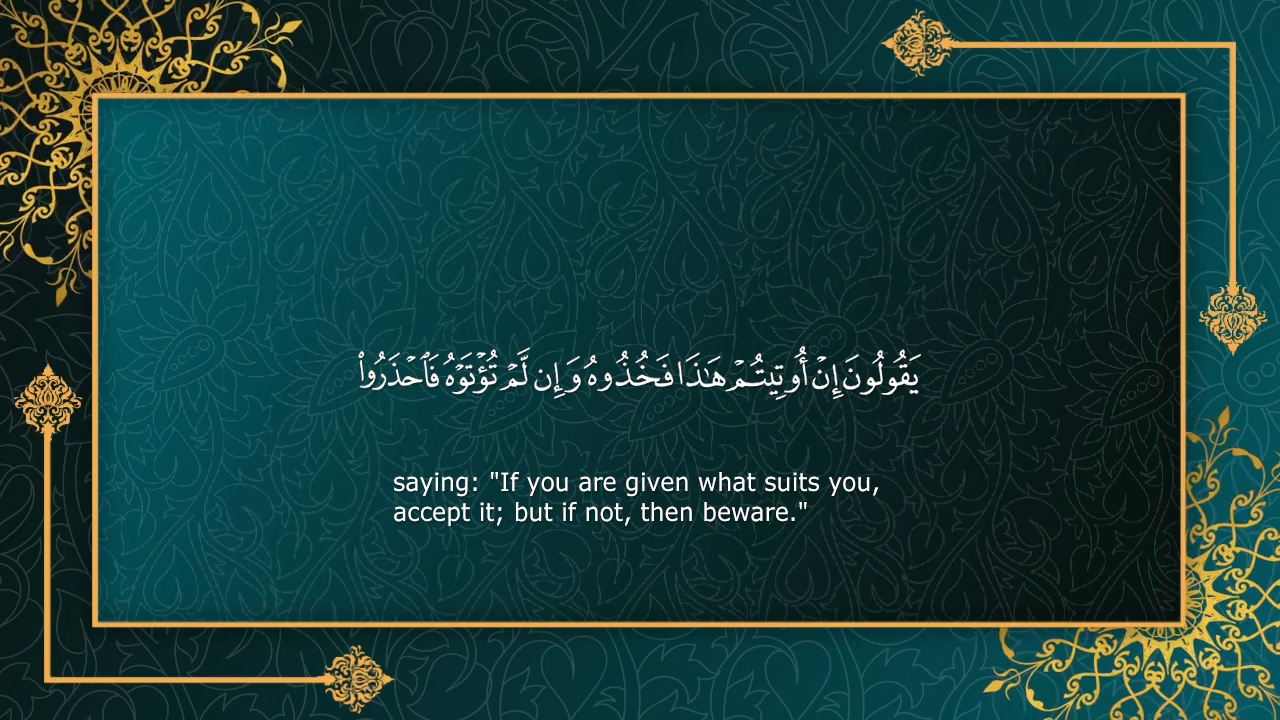 يَقُولُونَ إِنْ أُوتِيتُمْ هَٰذَا فَخُذُوهُ وَإِن لَّمْ تُؤْتَوْهُ فَٱحْذَرُوا۟
saying: "If you are given what suits you,
accept it; but if not, then beware."